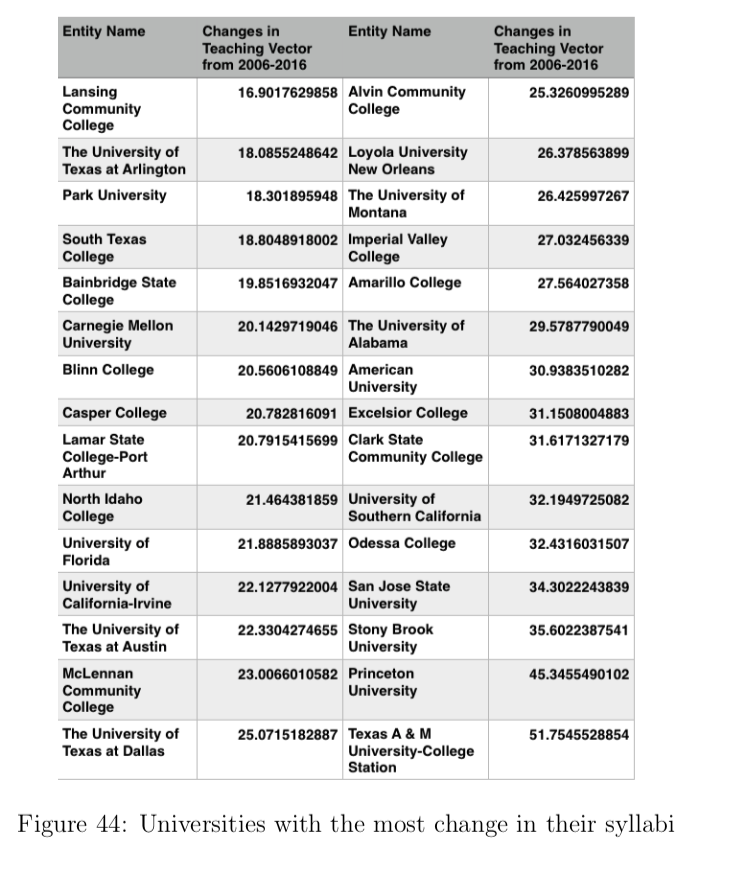 Entity Name Changes in Entity Name Changes in
Teaching Vector Teaching Vector
from 2006-2016 from 2006-2016
Lansing 16.9017629858 Alvin Community 25.3260995289
Community College
College
The University of 18.0855248642 Loyola University 26.378563899
Texas at Arlington New Orleans
Park University 18.301895948 The University of 26.425997267
Montana
South Texas 18.8048918002 Imperial Valley 27.032456339
College College
Bainbridge State 19.8516932047 Amarillo College 27.564027358
College
Carnegie Mellon 20.1429719046 The University of 29.5787790049
University Alabama
Blinn College 20.5606108849 American 30.9383510282
University
Casper College 20.782816091 Excelsior College 31.1508004883
Lamar State 20.7915415699 Clark State 31.6171327179
College-Port Community College
Arthur
North Idaho 21.464381859 University of 32.1949725082
College Southern California
University of 21.8885893037 Odessa College 32.4316031507
Florida
University of 22.1277922004 San Jose State 34.3022243839
California-Irvine University
The University of 22.3304274655 Stony Brook 35.6022387541
Texas at Austin University
McLennan 23.0066010582 Princeton 45.3455490102
Community University
College
The University of 25.0715182887 Texas A & M 51.7545528854
Texas at Dallas University-College
Station
Figure 44: Universities with the most change in their syllabi